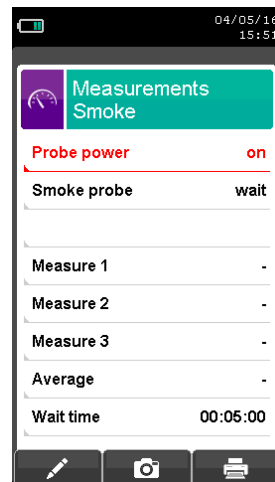 04/05/16
15:51
Measurements
Smoke
Probe power on
Smoke probe wait
Measure 1 -
Measure 2 -
Measure 3 -
Average -
Wait time 00:05:00